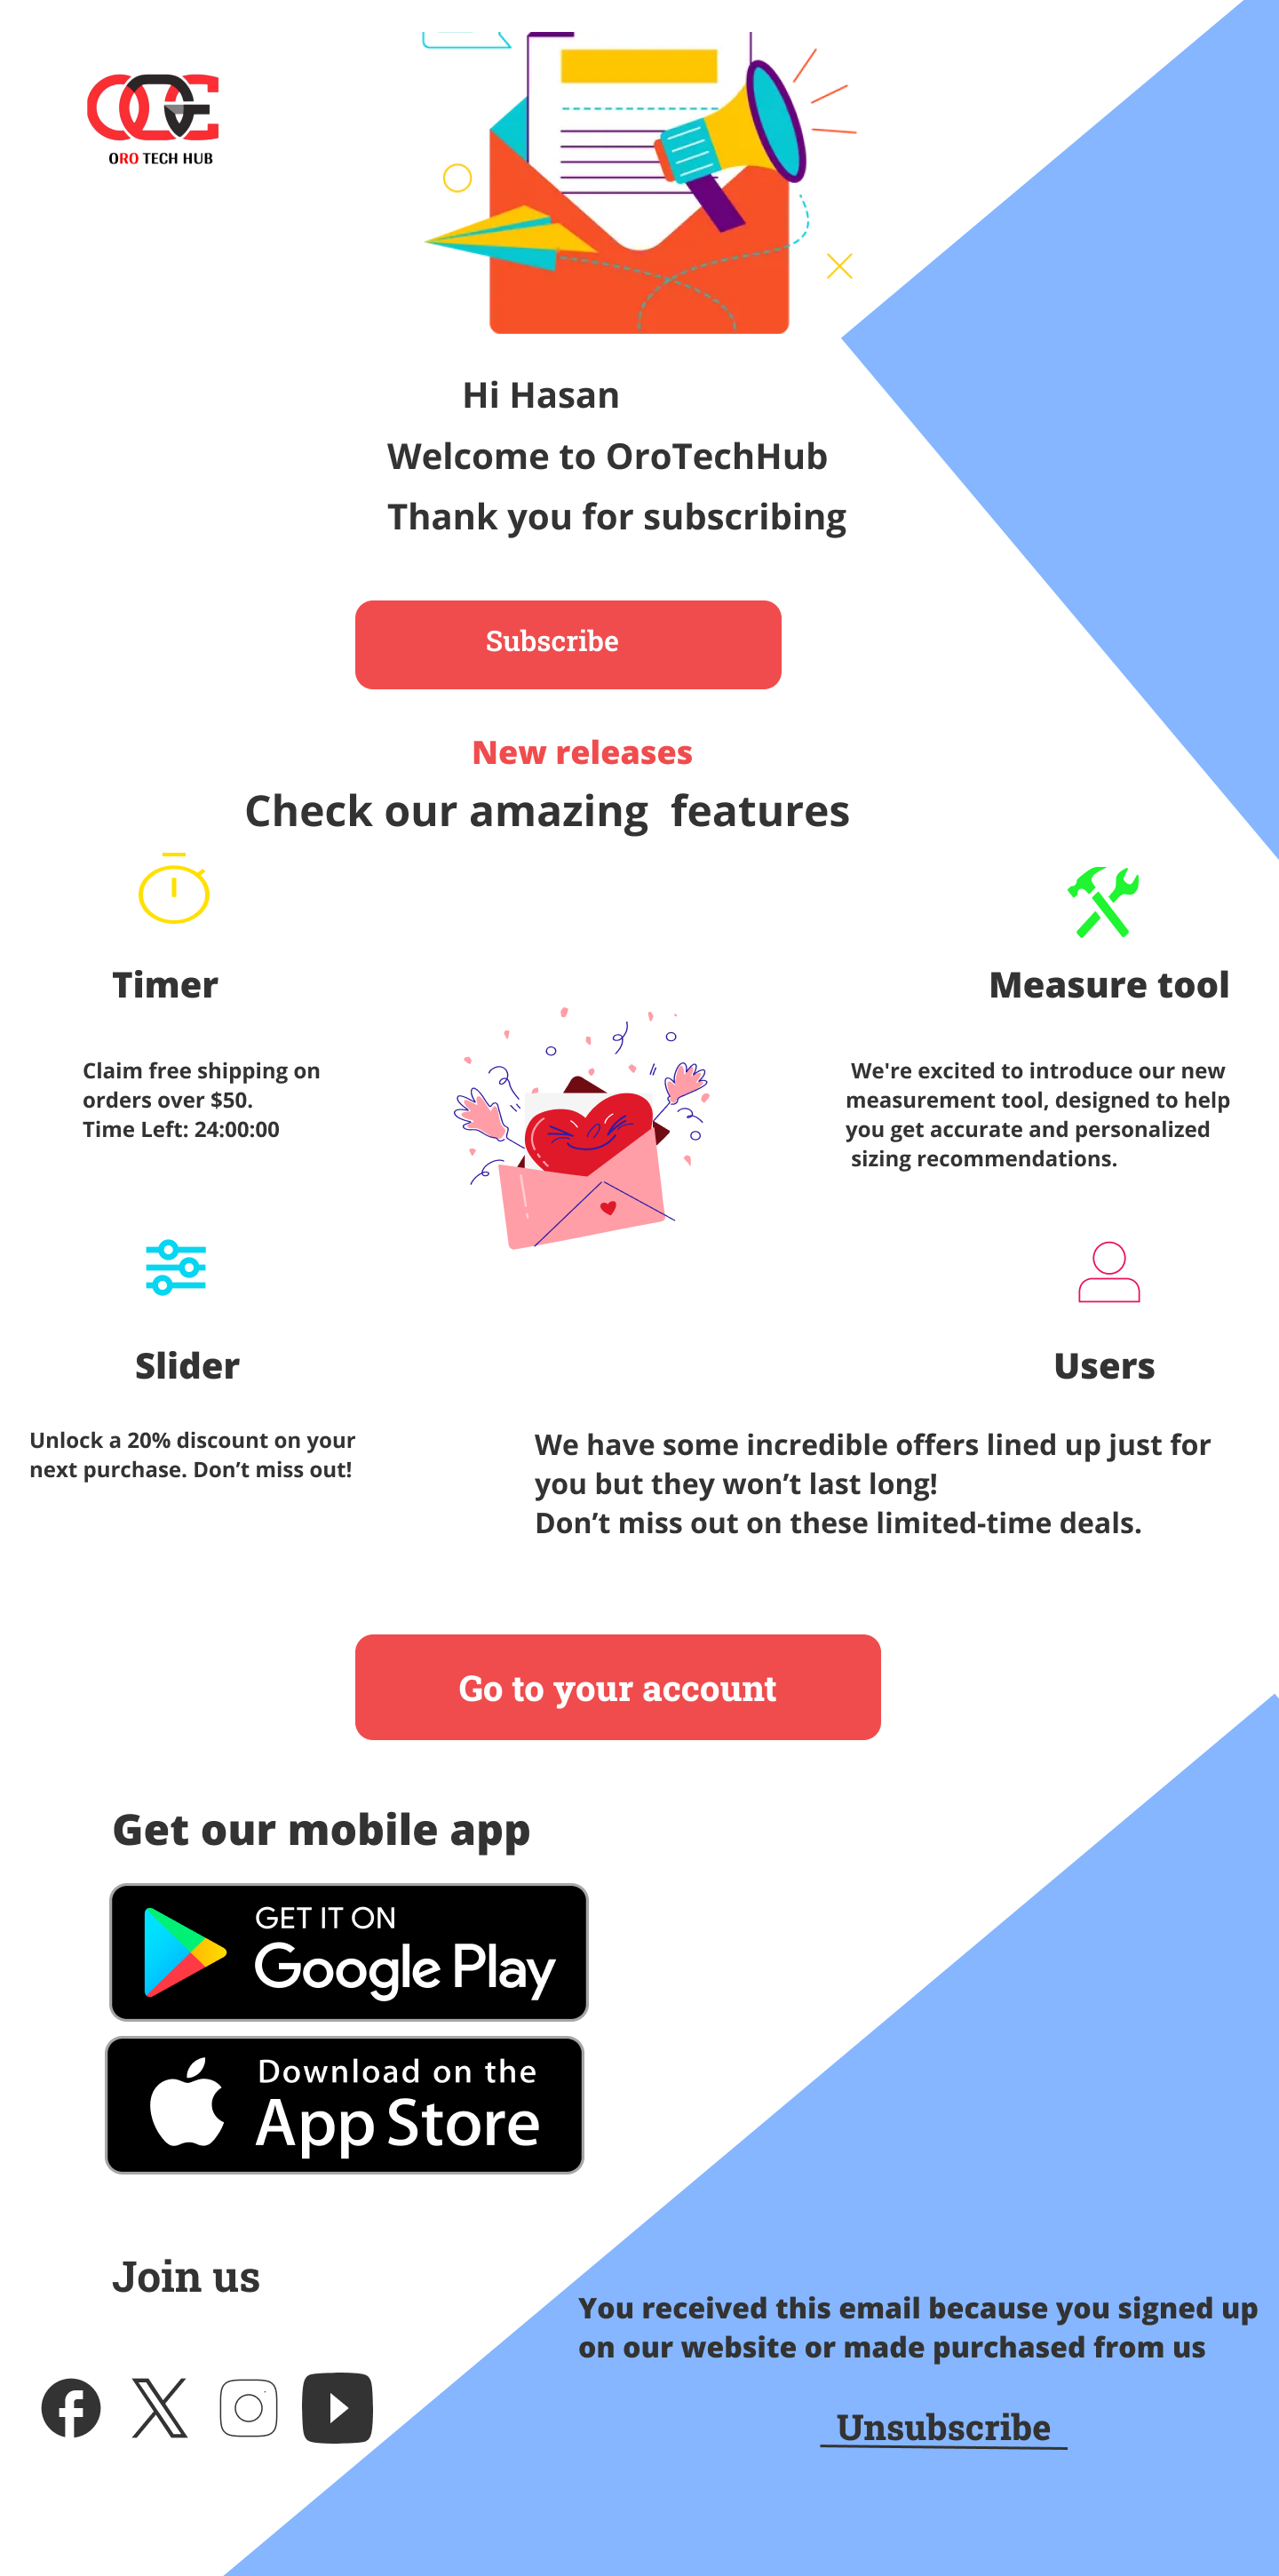 ORO TECH HUB
Hi Hasan
Welcome to OroTechHub
Thank you for subscribing
Subscribe
New releases
Check our amazing  features
Timer
Claim free shipping on
orders over $50.
Time Left: 24:00:00
Measure tool
We're excited to introduce our new
measurement tool, designed to help
you get accurate and personalized
sizing recommendations.
Slider
Unlock a 20% discount on your
next purchase. Don’t miss out!
Users
We have some incredible offers lined up just for
you but they won’t last long!
Don’t miss out on these limited-time deals.
Go to your account
Get our mobile app
GET IT ON
Google Play
Download on the
App Store
Join us
You received this email because you signed up
on our website or made purchased from us
Unsubscribe